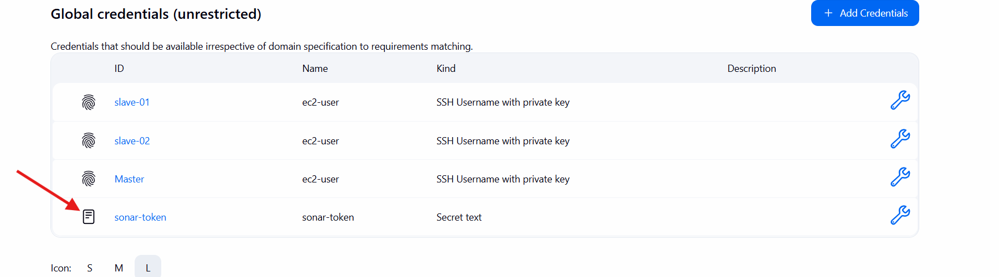 Global credentials (unrestricted)
+ Add Credentials
Credentials that should be available irrespective of domain specification to requirements matching.
ID Name Kind Description
slave-01 ec2-user SSH Username with private key
slave-02 ec2-user SSH Username with private key
Master ec2-user SSH Username with private key
sonar-token sonar-token Secret text
Icon: S M L